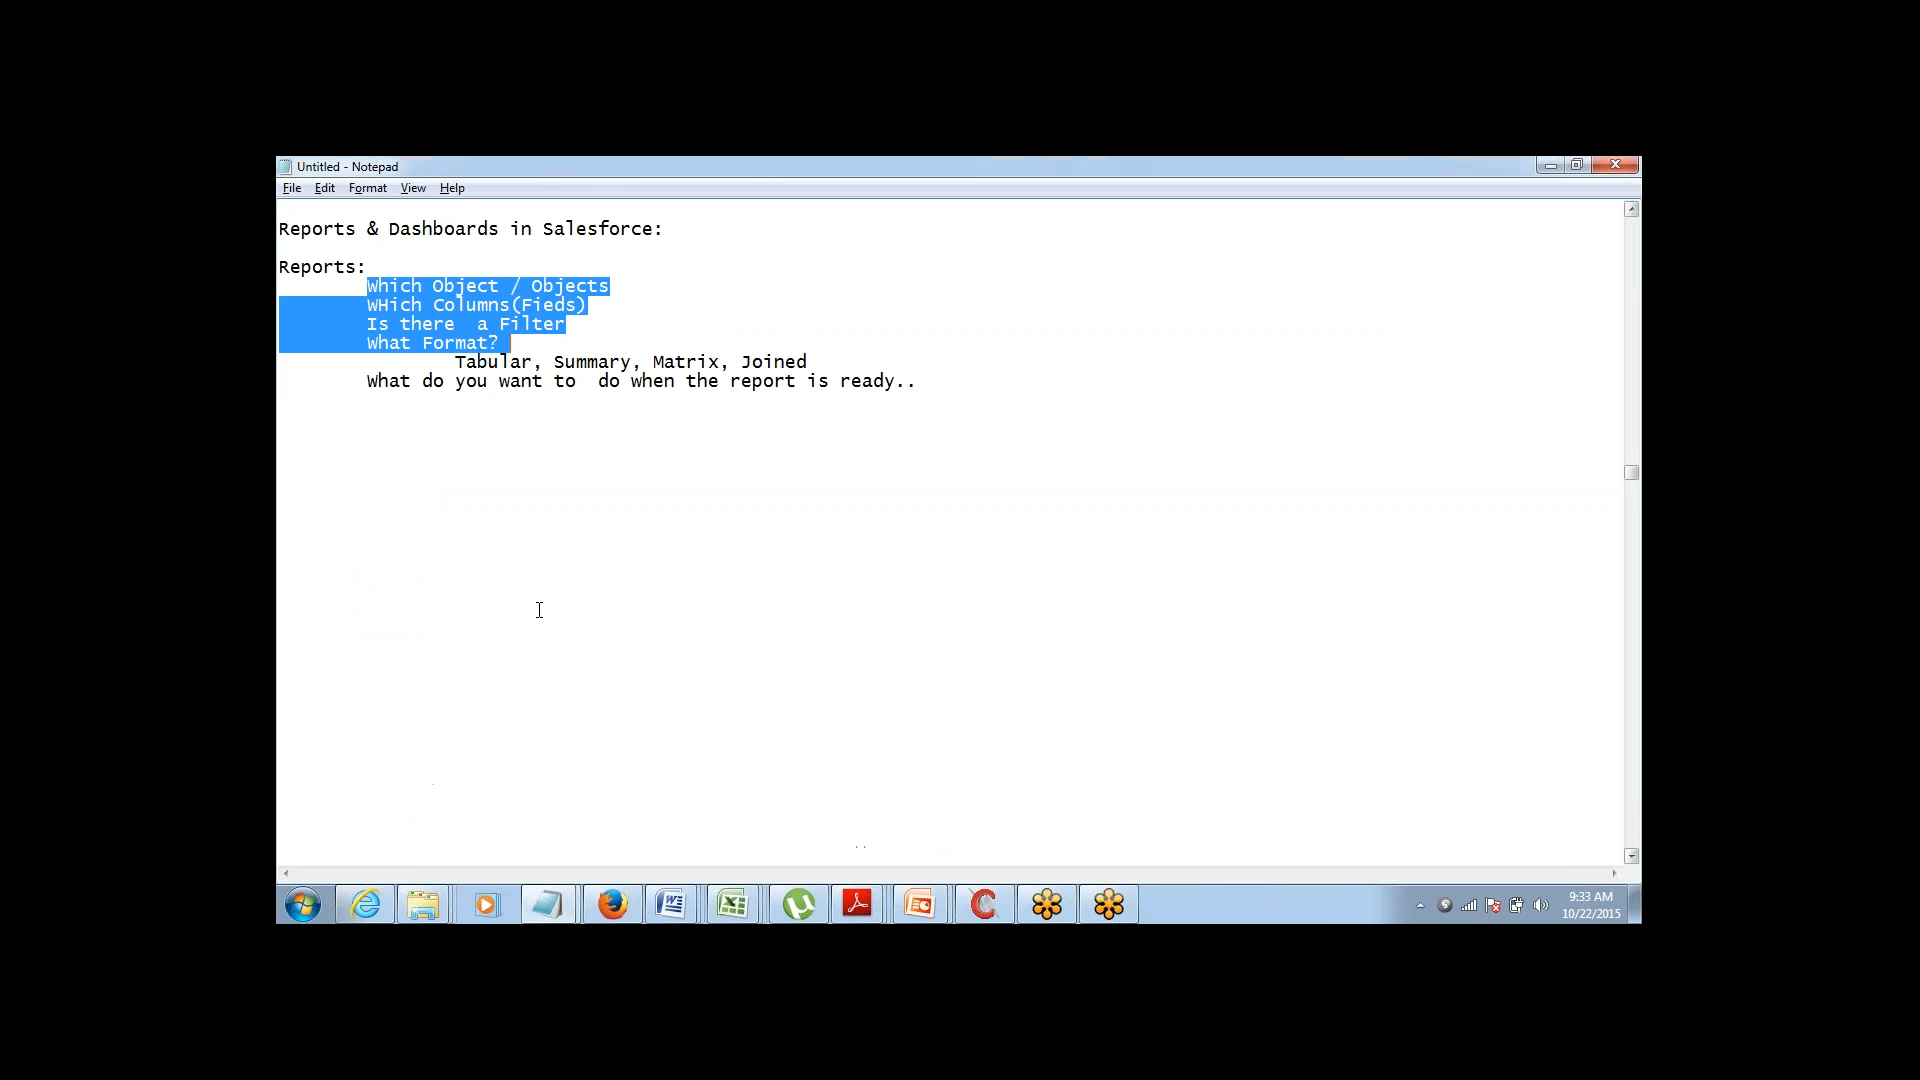 Untitled - Notepad
File Edit Format View Help
Reports & Dashboards in Salesforce:
Reports:
Which Object / Objects
WHich Columns(Fieds)
Is there  a Filter
What Format?
Tabular, Summary, Matrix, Joined
What do you want to  do when the report is ready..
9:33 AM
10/22/2015